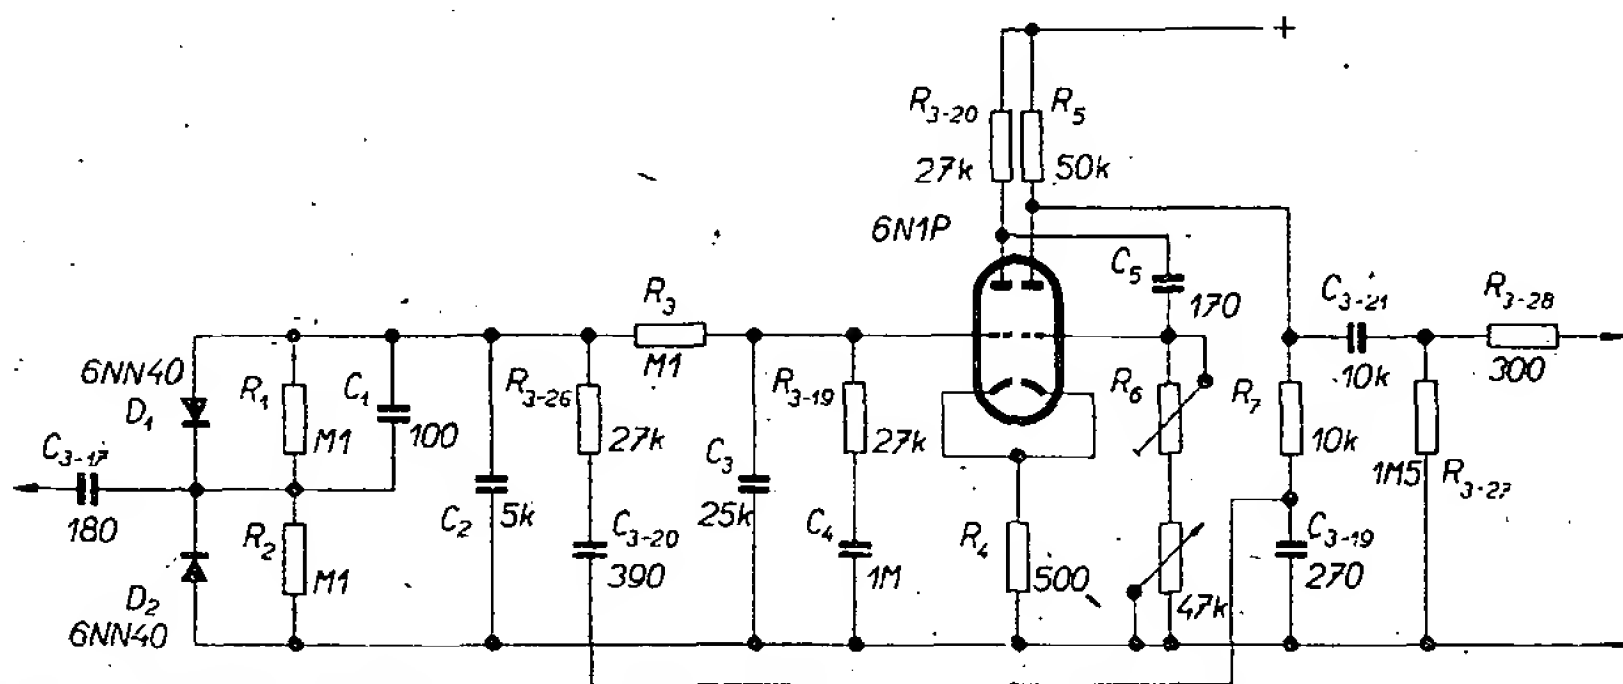 +
R3-20
R5
27k
50k
6N1P
C5
170
C3-21
10k
R3-28
300
R3
M1
6NN40
D1
R1
M1
C1
100
R3-26
27k
R3-19
27k
R6
R7
10k
1M5
R3-27
C3-17
180
C2
5k
C3
25k
R2
M1
C3-20
390
C4
1M
R4
500
47k
C3-19
270
D2
6NN40